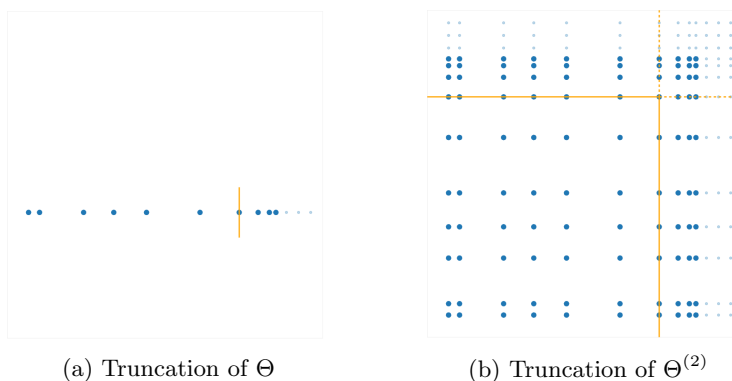 (a) Truncation of Θ
(b) Truncation of Θ⁽²⁾